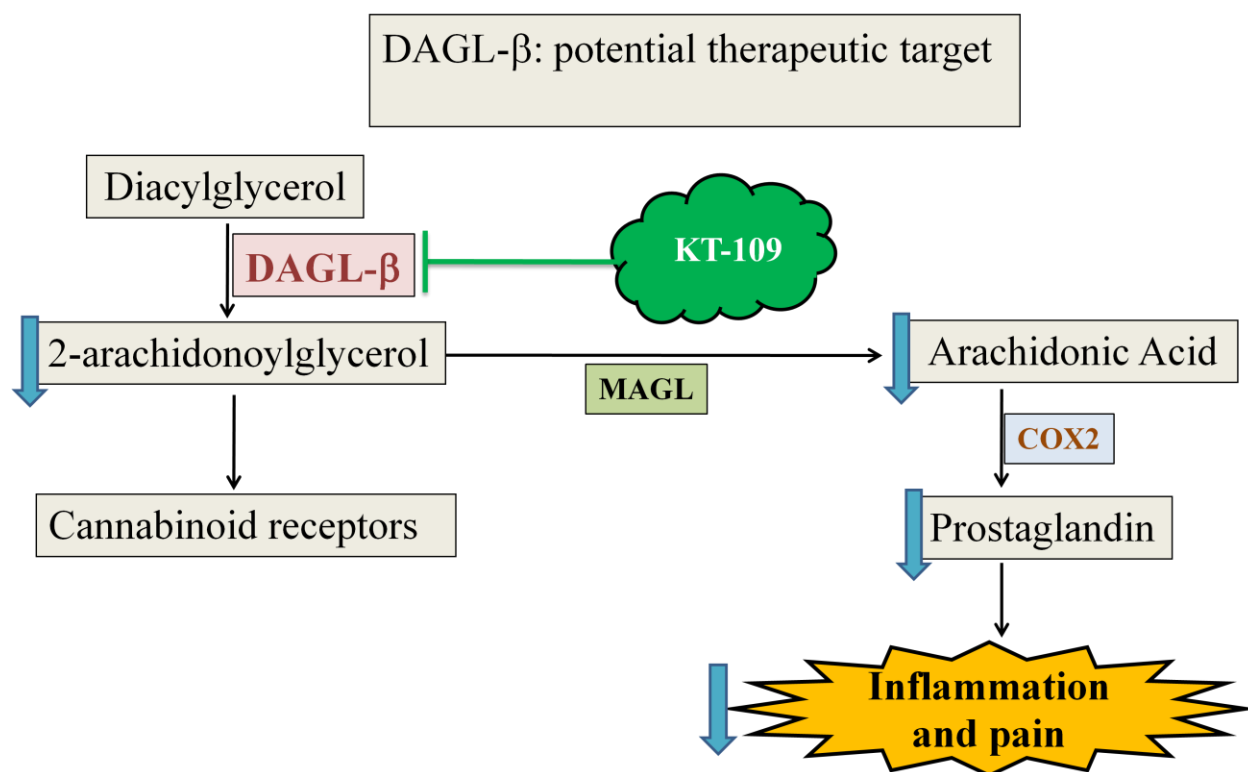 DAGL-β: potential therapeutic target
Diacylglycerol
KT-109
DAGL-β
2-arachidonoylglycerol
Arachidonic Acid
MAGL
COX2
Cannabinoid receptors
Prostaglandin
Inflammation
and pain